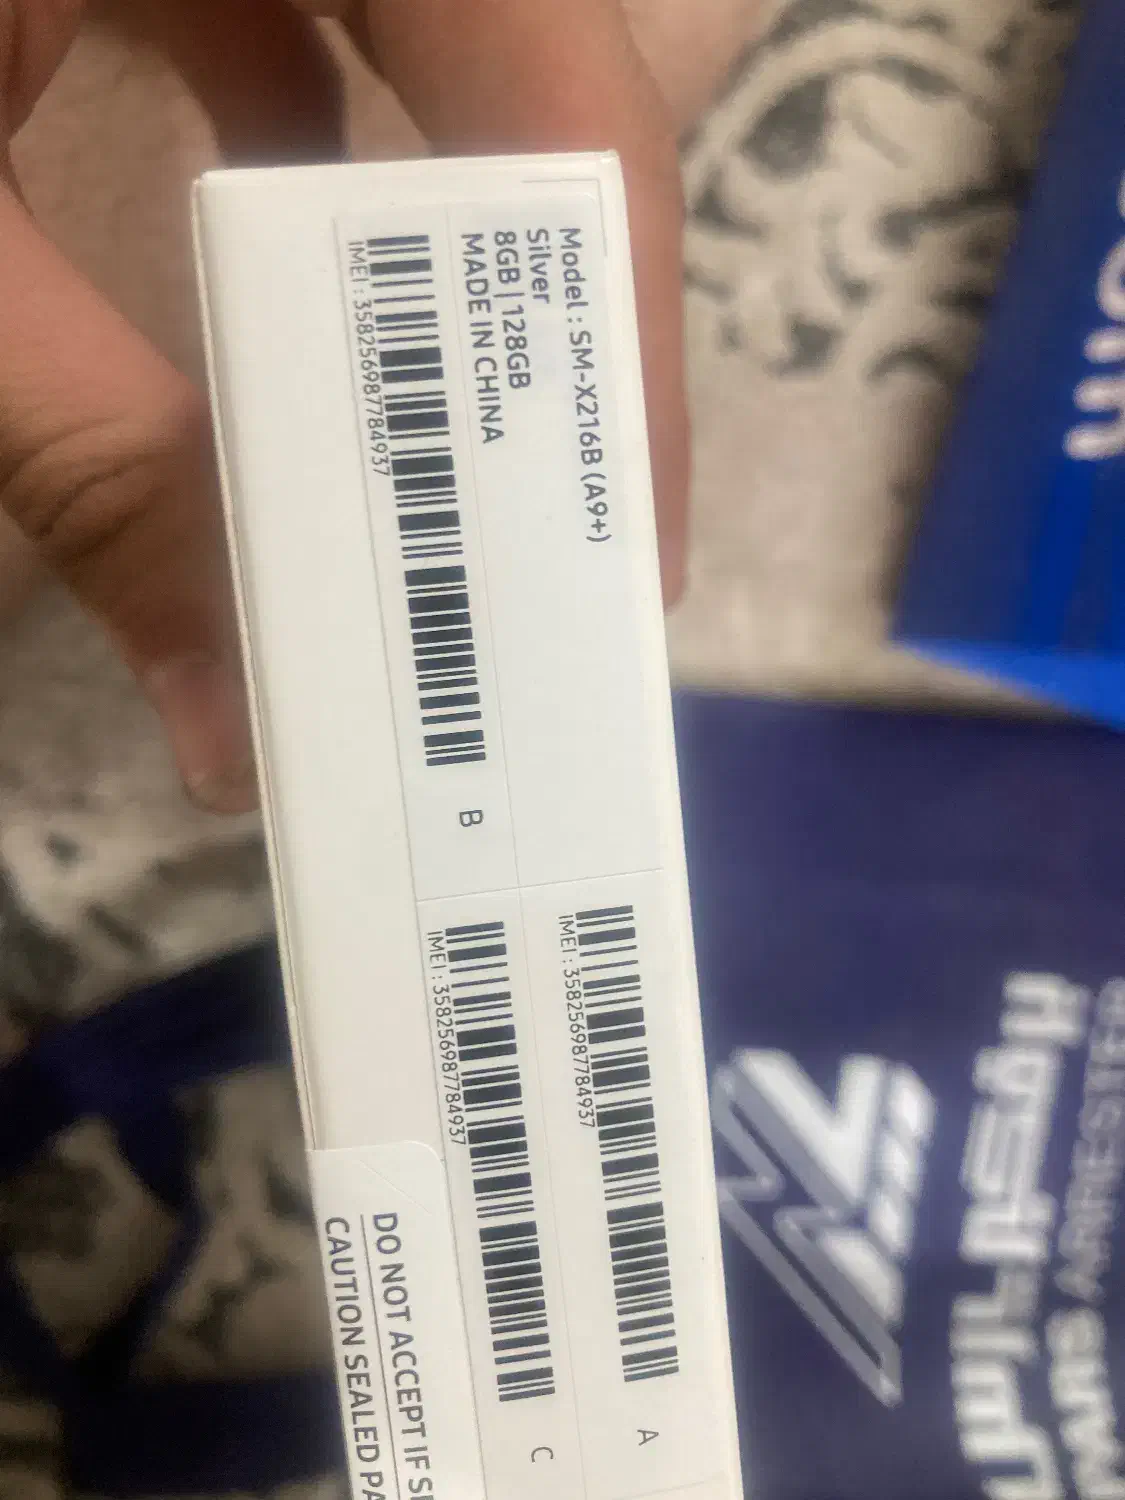 Model : SM-X216B (A9+)
Silver
8GB | 128GB
MADE IN CHINA
IMEI : 358256987784937
B
IMEI : 358256987784937
A
IMEI : 358256987784937
C
DO NOT ACCEPT IF
CAUTION SEALED